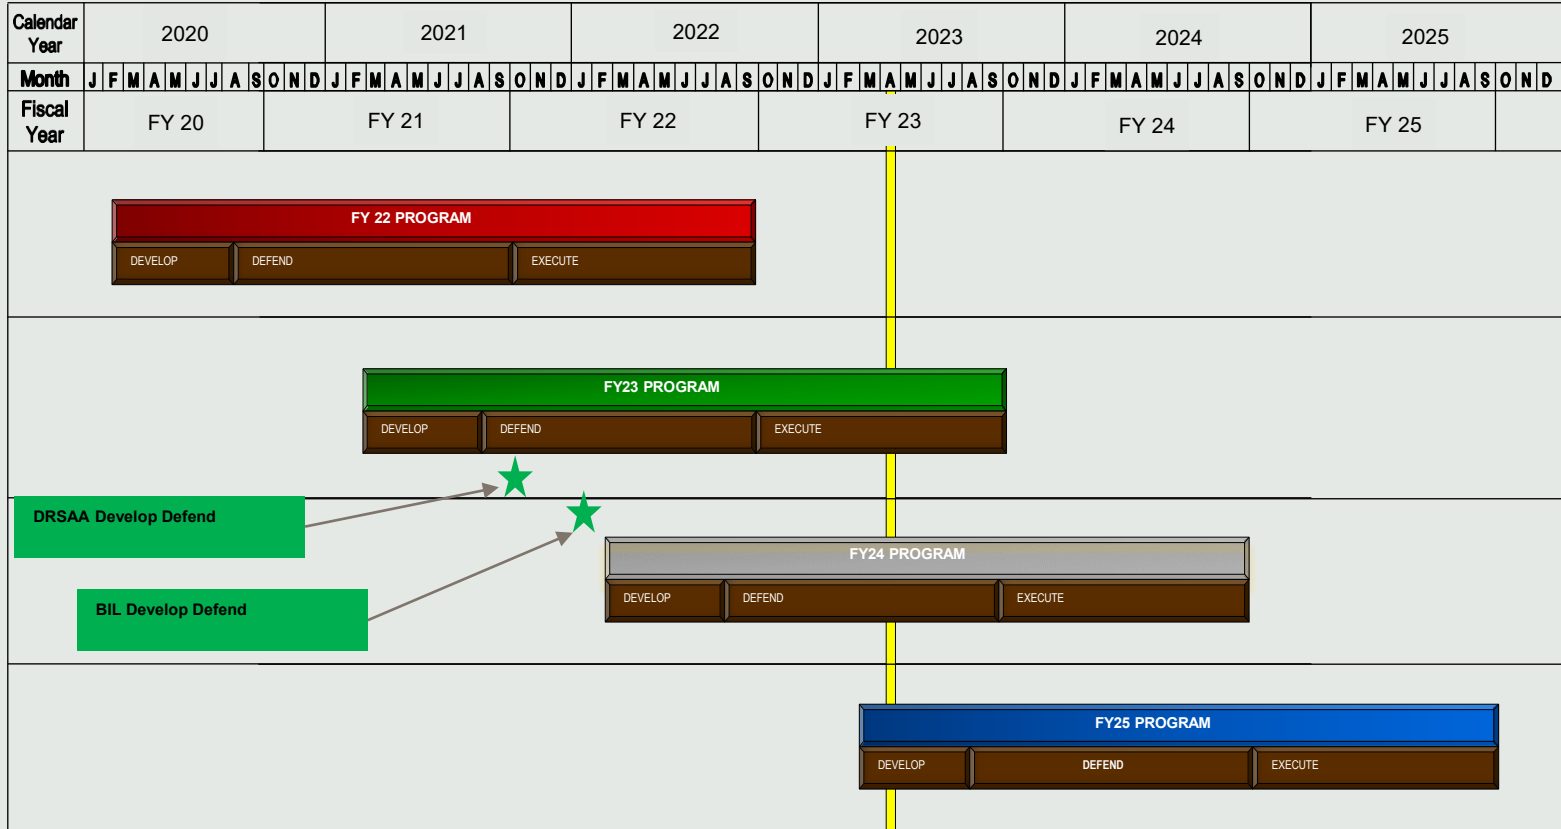 Calendar Year 2020 2021 2022 2023 2024 2025
Month J F M A M J J A S O N D J F M A M J J A S O N D J F M A M J J A S O N D J F M A M J J A S O N D J F M A M J J A S O N D J F M A M J J A S O N D
Fiscal Year FY 20 FY 21 FY 22 FY 23 FY 24 FY 25
FY 22 PROGRAM
DEVELOP DEFEND EXECUTE
FY23 PROGRAM
DEVELOP DEFEND EXECUTE
DRSAA Develop Defend
FY24 PROGRAM
DEVELOP DEFEND EXECUTE
BIL Develop Defend
FY25 PROGRAM
DEVELOP DEFEND EXECUTE